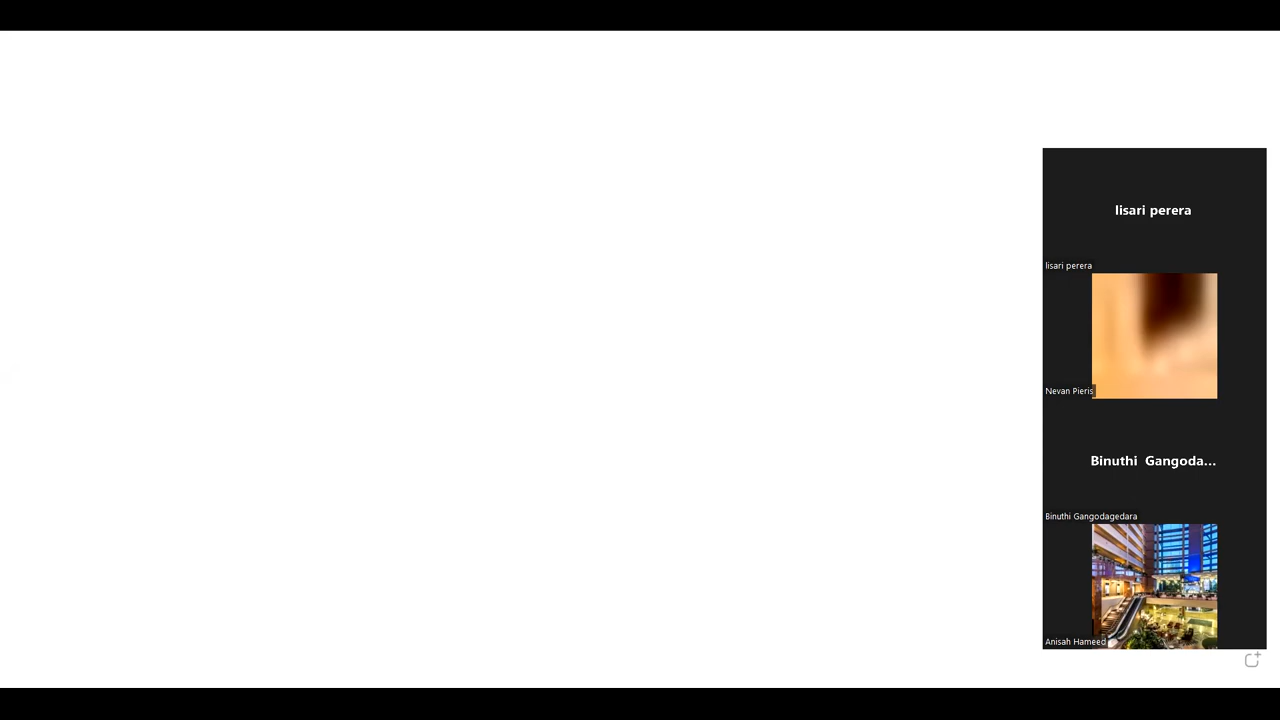 lisari perera
lisari perera
Nevan Pieris
Binuthi Gangoda...
Binuthi Gangodagedara
Anisah Hameed